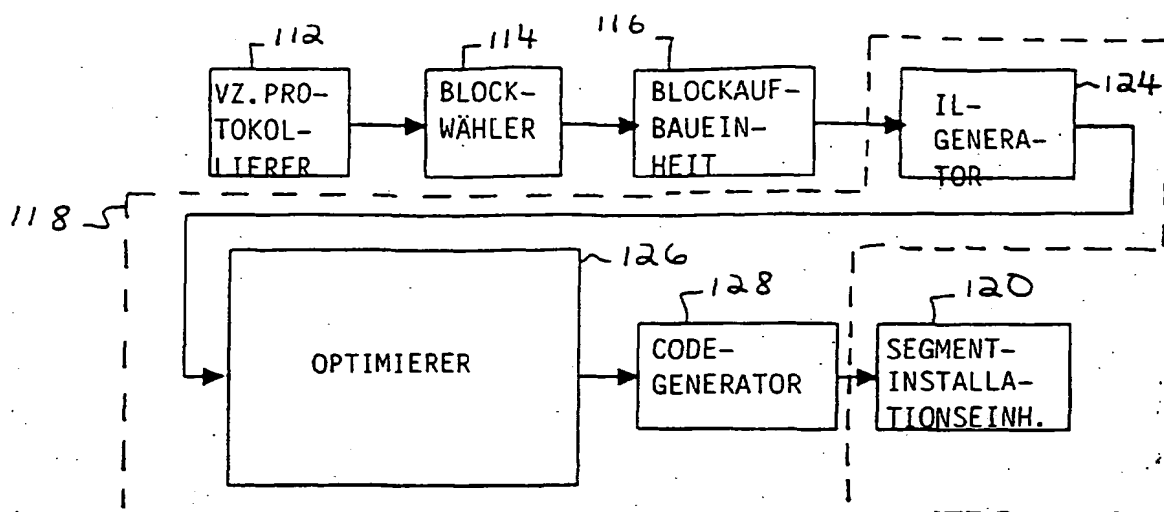 112
114
116
VZ.PRO-
TOKOL-
LIERER
BLOCK-
WÄHLER
BLOCKAUF-
BAUEIN-
HEIT
IL-
GENERA-
TOR
124
118
126
128
120
OPTIMIERER
CODE-
GENERATOR
SEGMENT-
INSTALLA-
TIONSEINH.